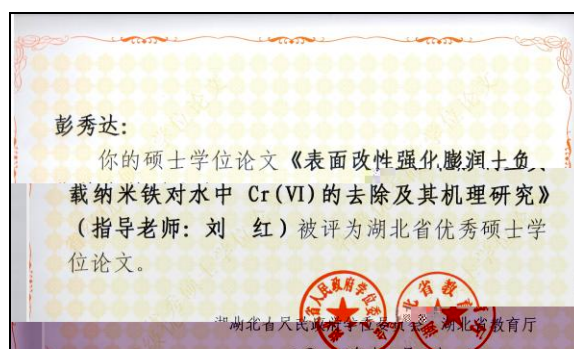 彭秀达:
你的硕士学位论文《表面改性强化膨润土负
载纳米铁对水中 Cr(VI)的去除及其机理研究》
(指导老师: 刘 红)被评为湖北省优秀硕士学
位论文。
湖北省人民政府学位委员会 湖北省教育厅